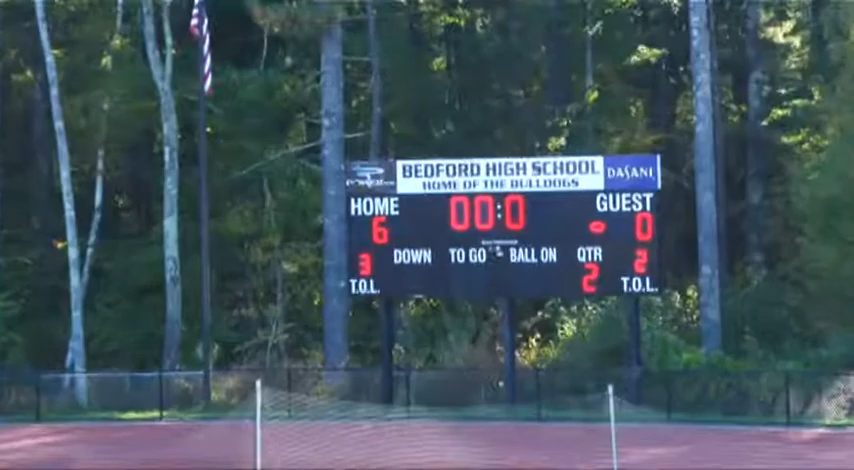 BEDFORD HIGH SCHOOL
DASANI
HOME OF THE BULLDOGS
HOME 00:0 GUEST
6 0
DOWN TO GO BALL ON QTR
3 2 2
T.O.L. T.O.L.